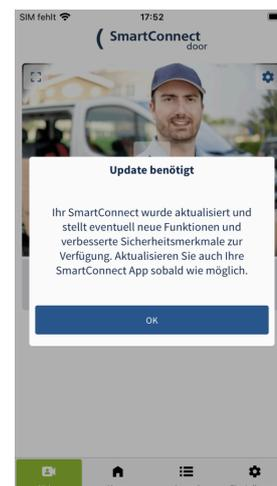 SIM fehlt 17:52
( SmartConnect
door
Update benötigt
Ihr SmartConnect wurde aktualisiert und
stellt eventuell neue Funktionen und
verbesserte Sicherheitsmerkmale zur
Verfügung. Aktualisieren Sie auch Ihre
SmartConnect App sobald wie möglich.
OK